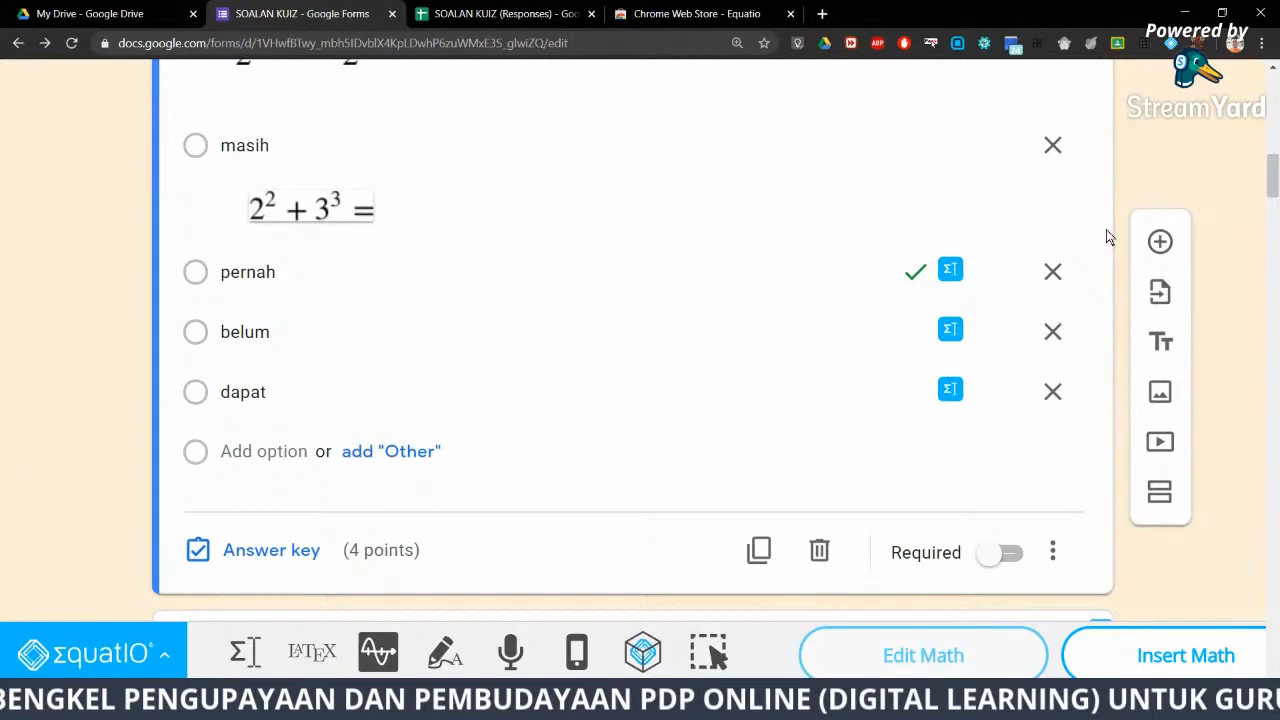 My Drive - Google Drive
SOALAN KUIZ - Google Forms
SOALAN KUIZ (Responses) - Goo
Chrome Web Store - Equatio
docs.google.com/forms/d/1VHwfBTwy_mbh5IDvblX4KpLDwhP6zuWMxE3S_glwiZQ/edit
Powered by
StreamYard
masih
2² + 3³ =
pernah
belum
dapat
Add option or add "Other"
Answer key (4 points)
Required
ΣquatIO
LATEX
Edit Math
Insert Math
BENGKEL PENGUPAYAAN DAN PEMBUDAYAAN PDP ONLINE (DIGITAL LEARNING) UNTUK GURU